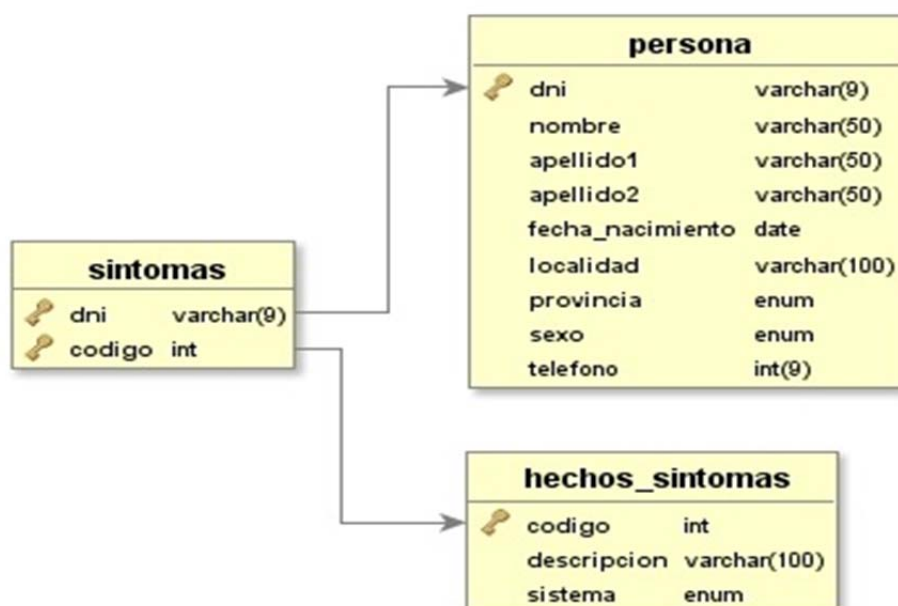 persona
dni varchar(9)
nombre varchar(50)
apellido1 varchar(50)
apellido2 varchar(50)
fecha_nacimiento date
localidad varchar(100)
provincia enum
sexo enum
telefono int(9)
sintomas
dni varchar(9)
codigo int
hechos_sintomas
codigo int
descripcion varchar(100)
sistema enum